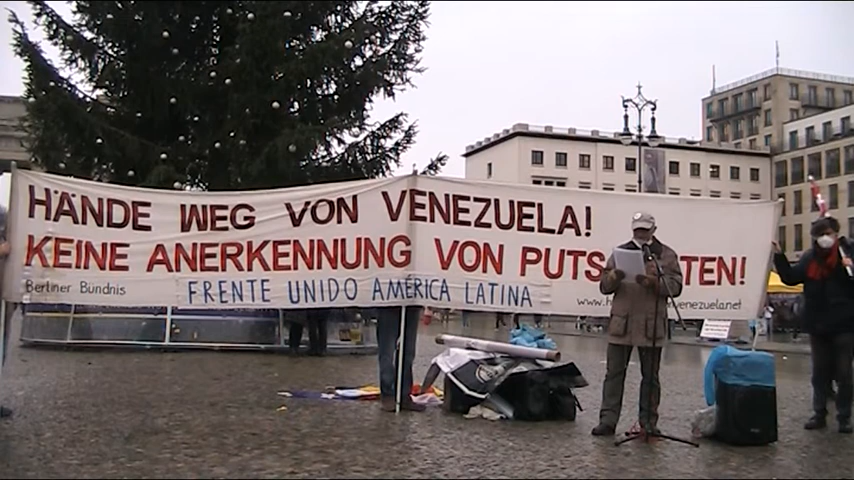 HÄNDE WEG VON VENEZUELA!
KEINE ANERKENNUNG VON PUTS TEN!
Berliner Bündnis
FRENTE UNIDO AMÉRICA LATINA